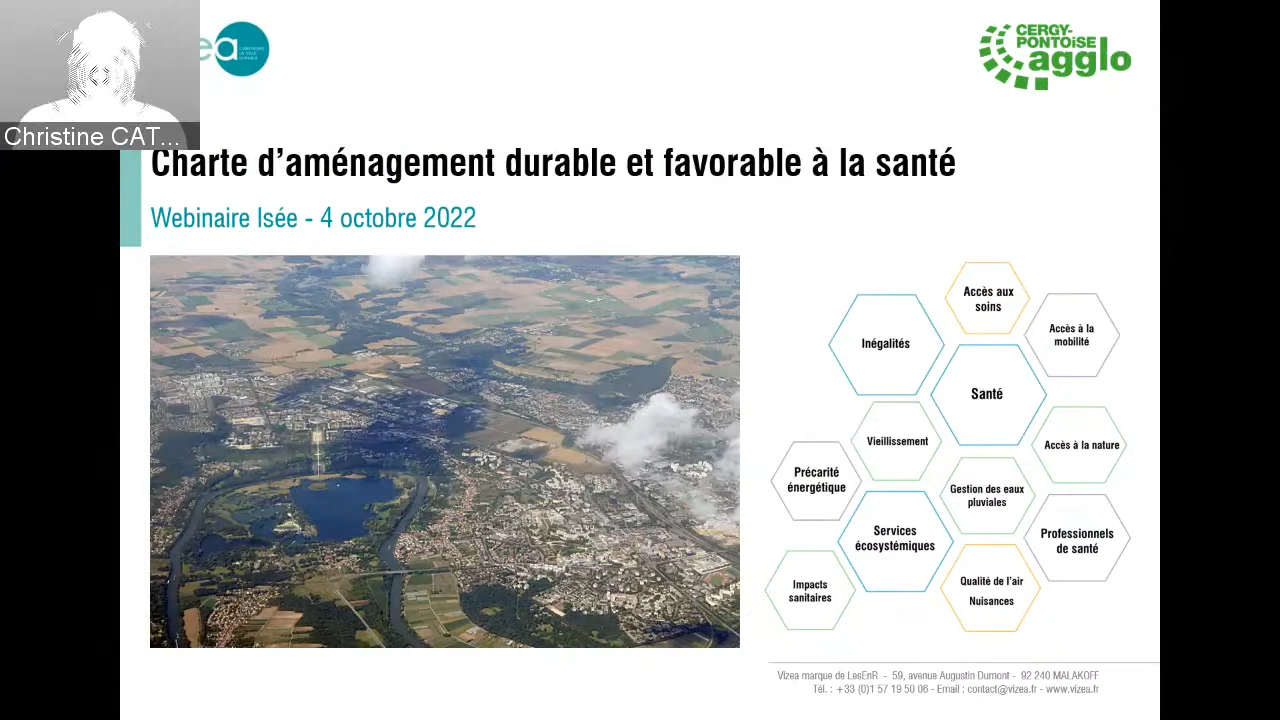 ea
CERGY-
PONTOISE
agglo
Christine CAT...
Charte d'aménagement durable et favorable à la santé
Webinaire Isée - 4 octobre 2022
Accès aux
soins
Inégalités
Accès à la
mobilité
Santé
Vieillissement
Accès à la nature
Précarité
énergétique
Gestion des eaux
pluviales
Services
écosystémiques
Professionnels
de santé
Impacts
sanitaires
Qualité de l'air
Nuisances
Vizea marque de LesEnR - 59, avenue Augustin Dumont - 92 240 MALAKOFF
Tél. : +33 (0)1 57 19 50 06 - Email : contact@vizea.fr - www.vizea.fr